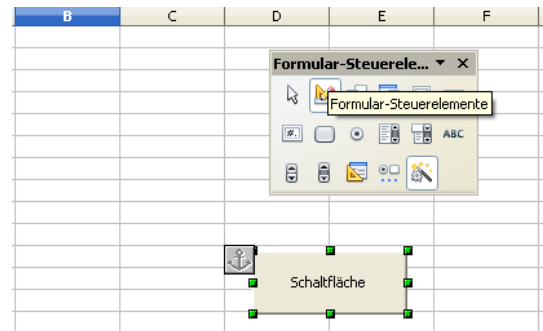 B C D E F
Formular-Steuerele...
Formular-Steuerelemente
ABC
Schaltfläche